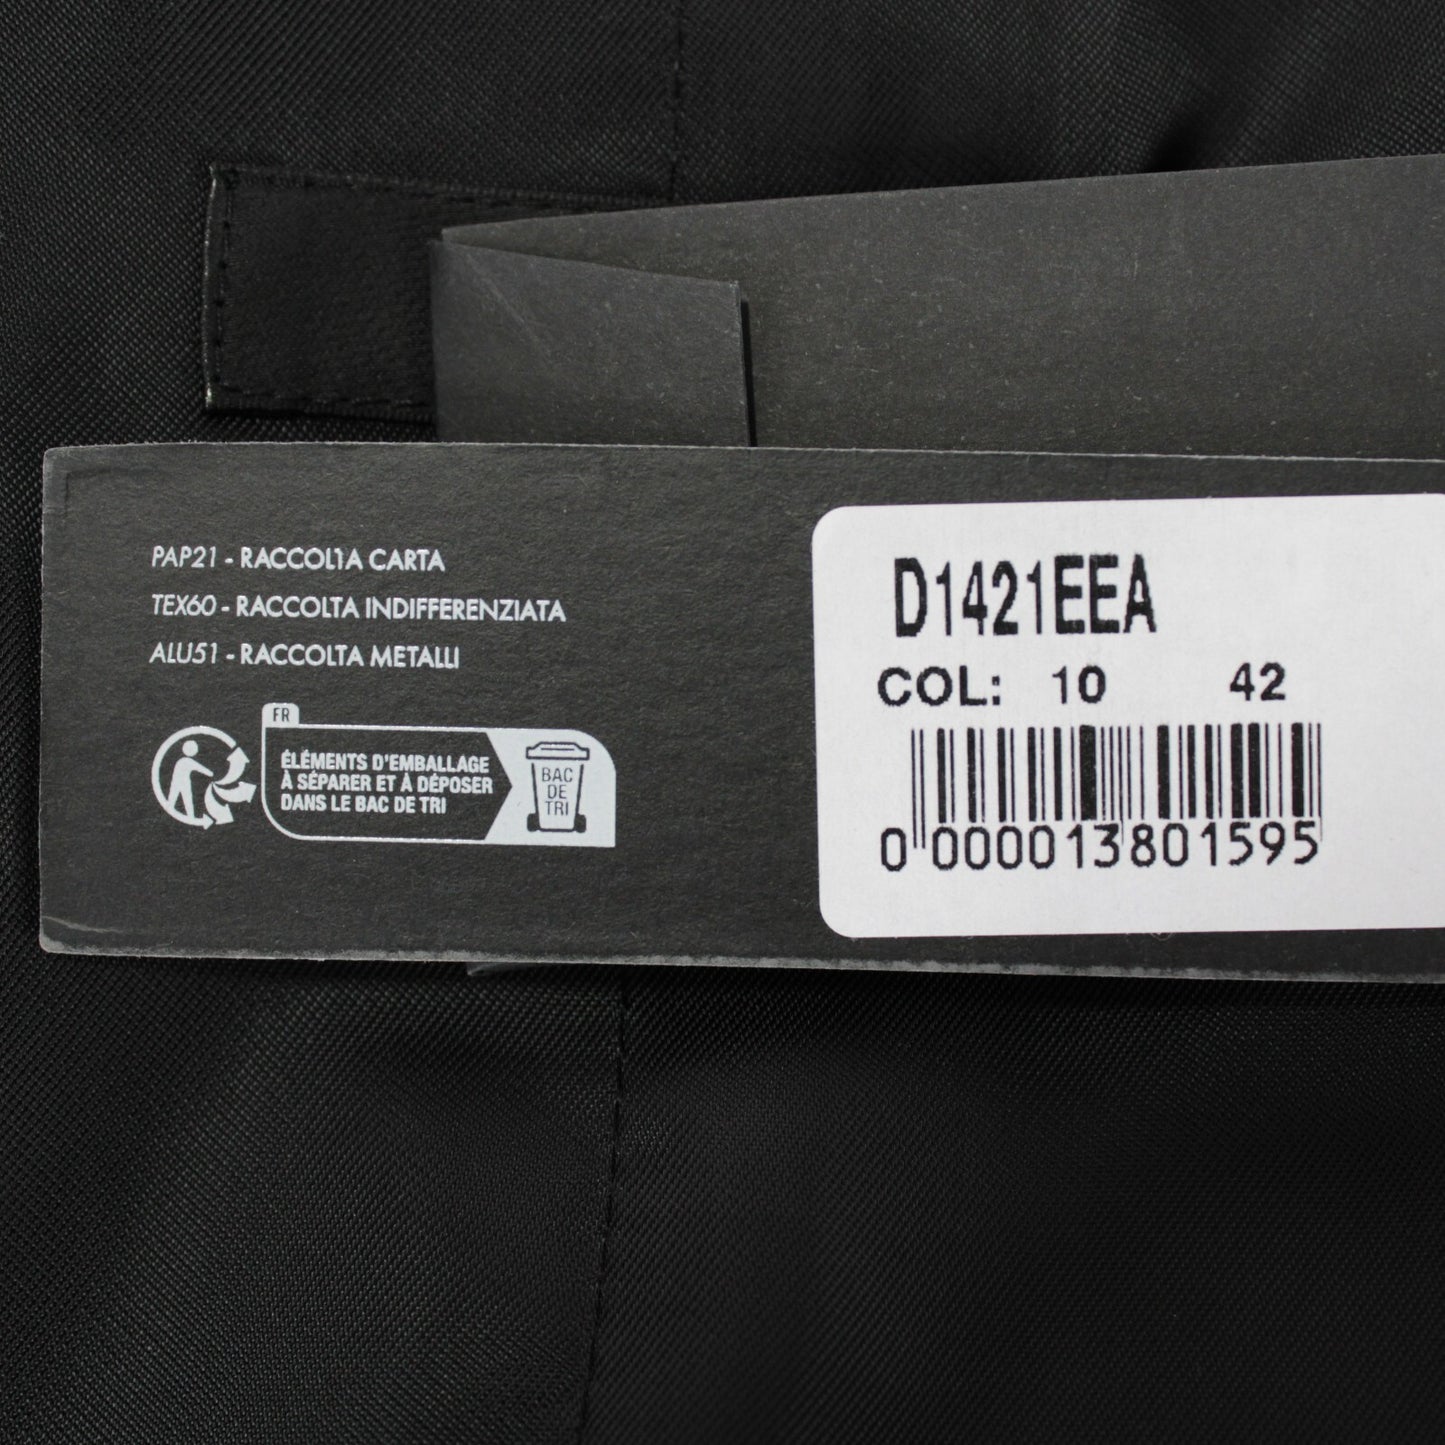 PAP21 - RACCOLTA CARTA
TEX60 - RACCOLTA INDIFFERENZIATA
ALU51 - RACCOLTA METALLI
FR
ÉLÉMENTS D'EMBALLAGE
À SÉPARER ET À DÉPOSER
DANS LE BAC DE TRI
BAC
DE
TRI
D1421EEA
COL: 10 42
0 000013801595